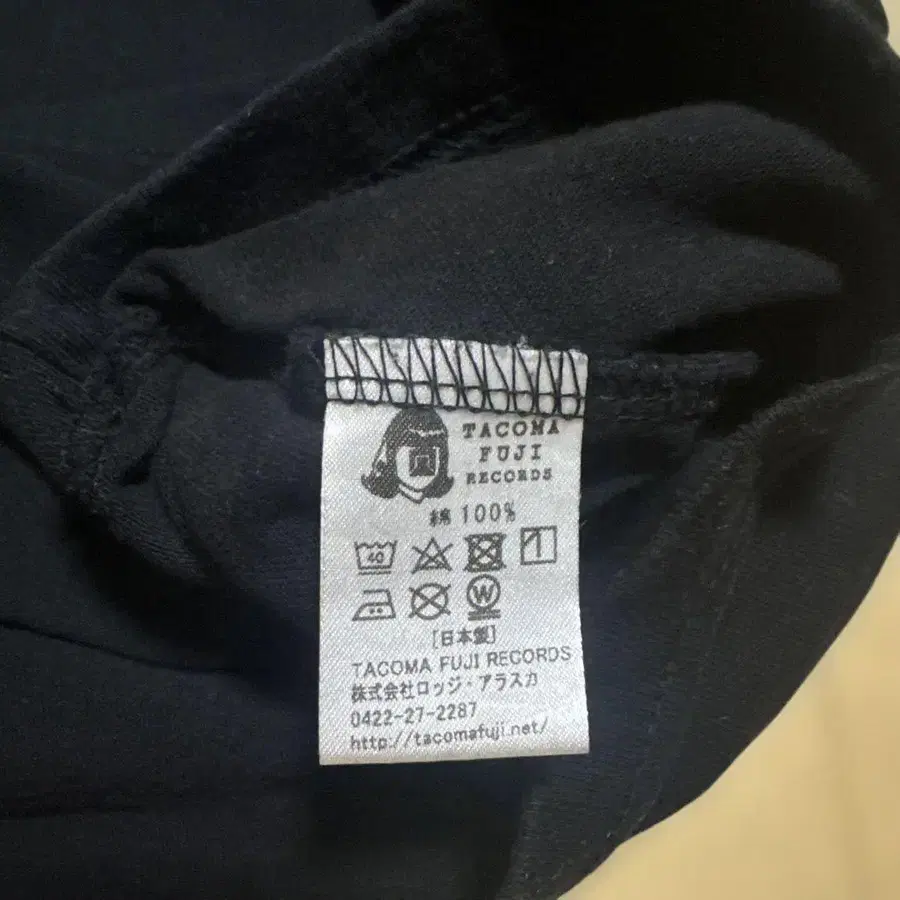 TACOMA
FUJI
RECORDS
綿 100%
40
W
[日本製]
TACOMA FUJI RECORDS
株式会社ロッジ・アラスカ
0422-27-2287
http://tacomafuji.net/